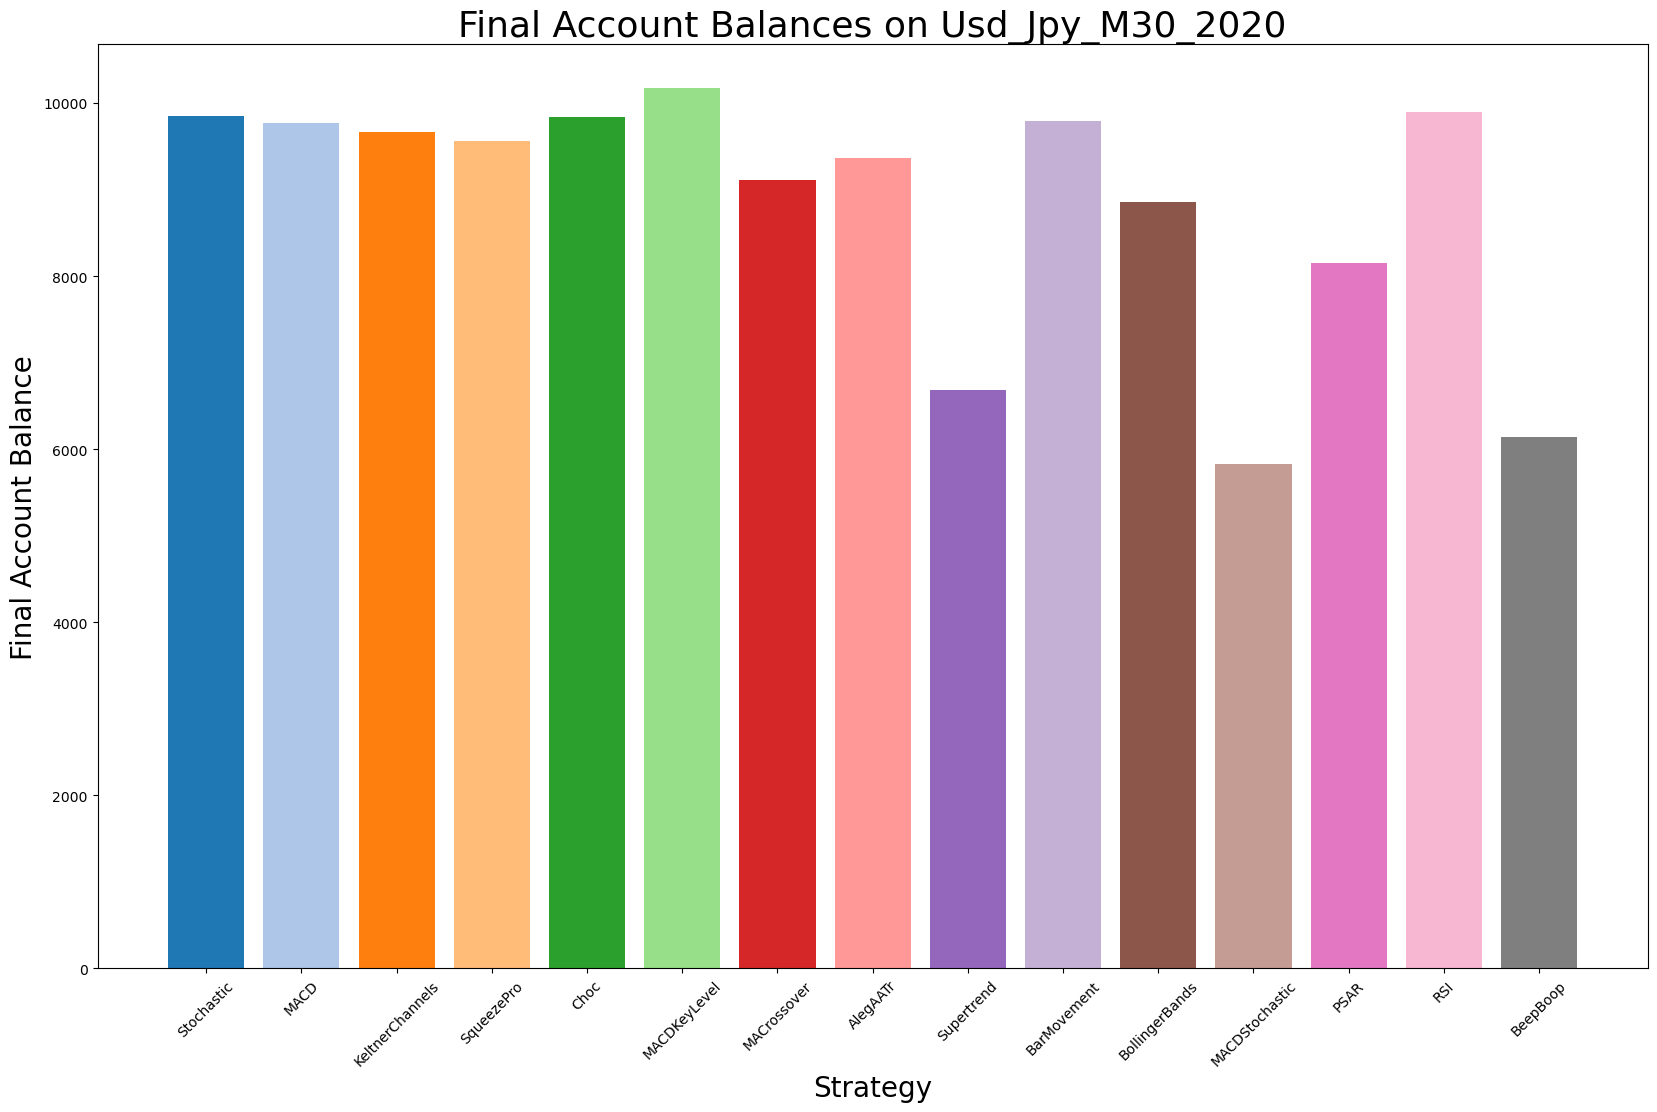 Final Account Balances on Usd_Jpy_M30_2020
Final Account Balance
10000
8000
6000
4000
2000
0
Stochastic
MACD
KeltnerChannels
SqueezePro
Choc
MACDKeyLevel
MACrossover
AlegAATr
Supertrend
BarMovement
BollingerBands
MACDStochastic
PSAR
RSI
BeepBoop
Strategy